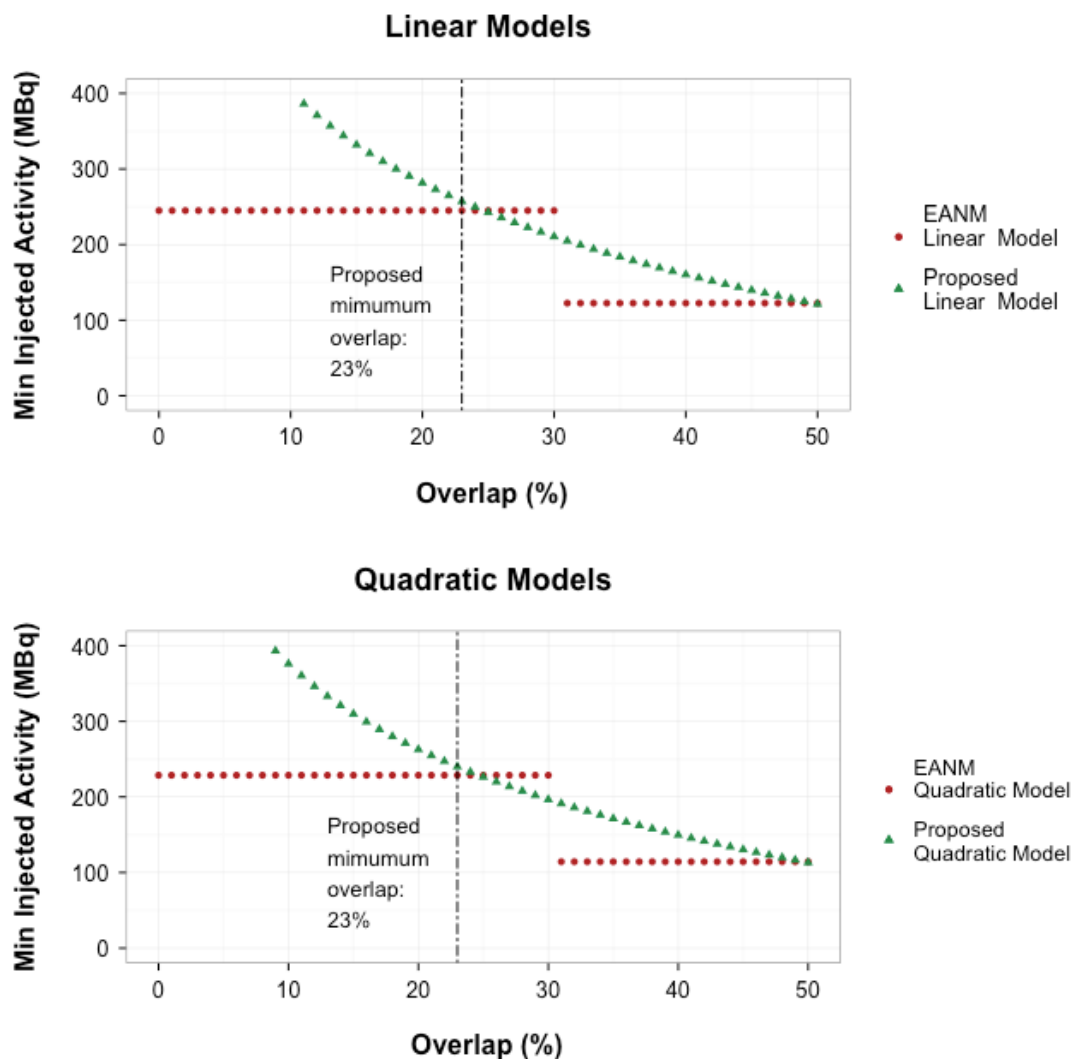 Linear Models
Min Injected Activity (MBq)
400
300
200
100
0
Proposed
mimumum
overlap:
23%
0 10 20 30 40 50
Overlap (%)
EANM
Linear Model
Proposed
Linear Model
Quadratic Models
Min Injected Activity (MBq)
400
300
200
100
0
Proposed
mimumum
overlap:
23%
0 10 20 30 40 50
Overlap (%)
EANM
Quadratic Model
Proposed
Quadratic Model